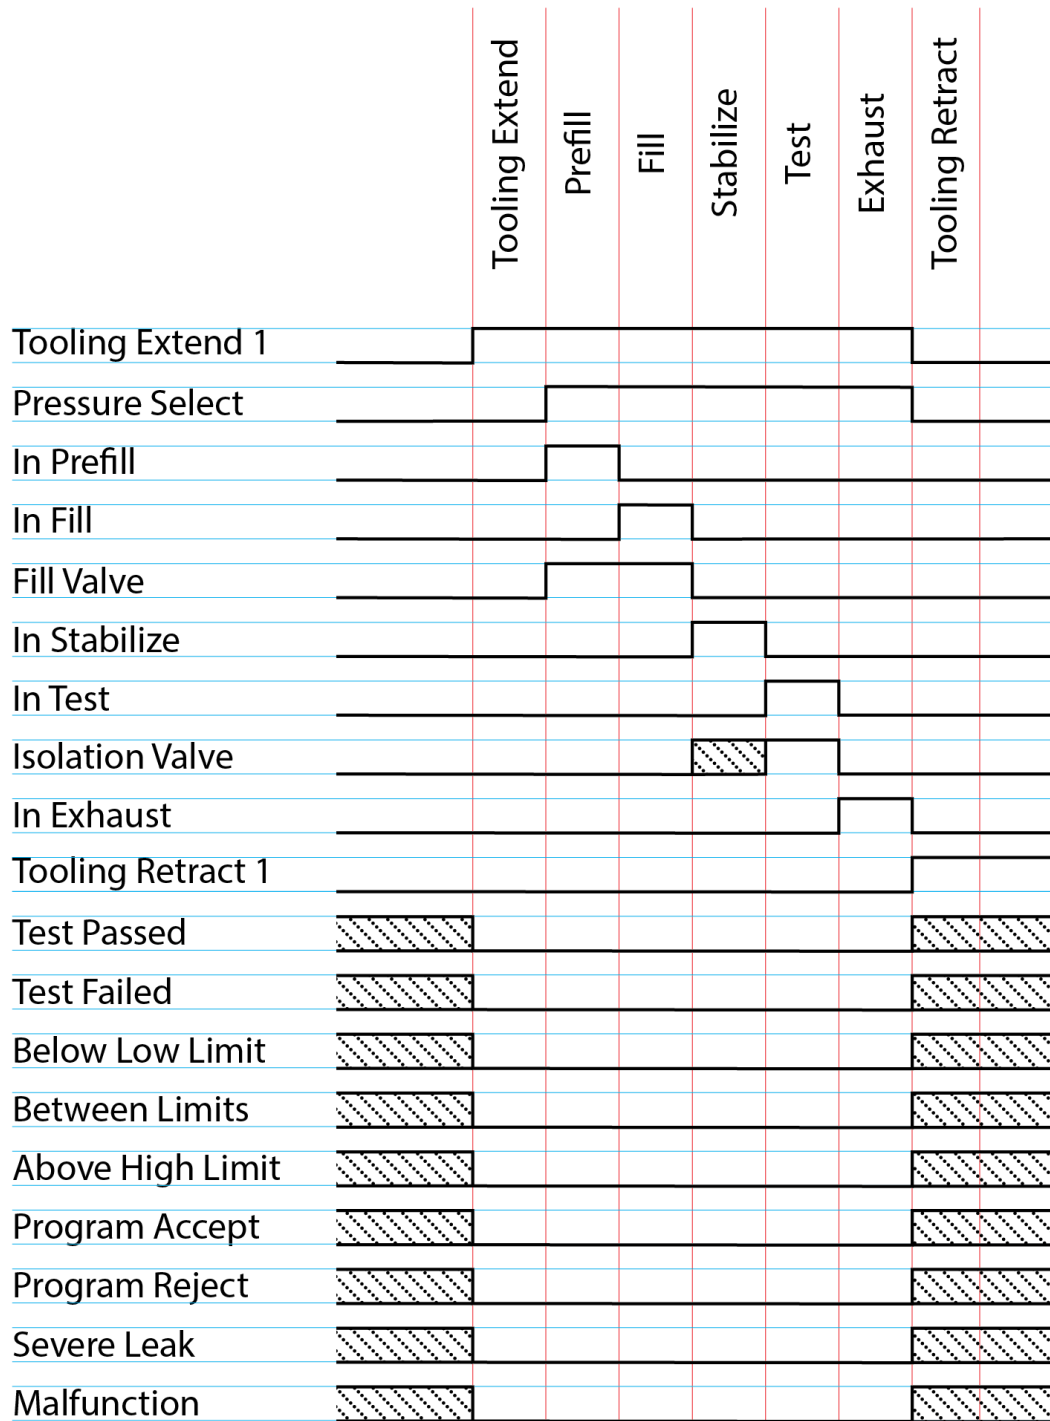 Tooling Extend
Prefill
Fill
Stabilize
Test
Exhaust
Tooling Retract
Tooling Extend 1
Pressure Select
In Prefill
In Fill
Fill Valve
In Stabilize
In Test
Isolation Valve
In Exhaust
Tooling Retract 1
Test Passed
Test Failed
Below Low Limit
Between Limits
Above High Limit
Program Accept
Program Reject
Severe Leak
Malfunction